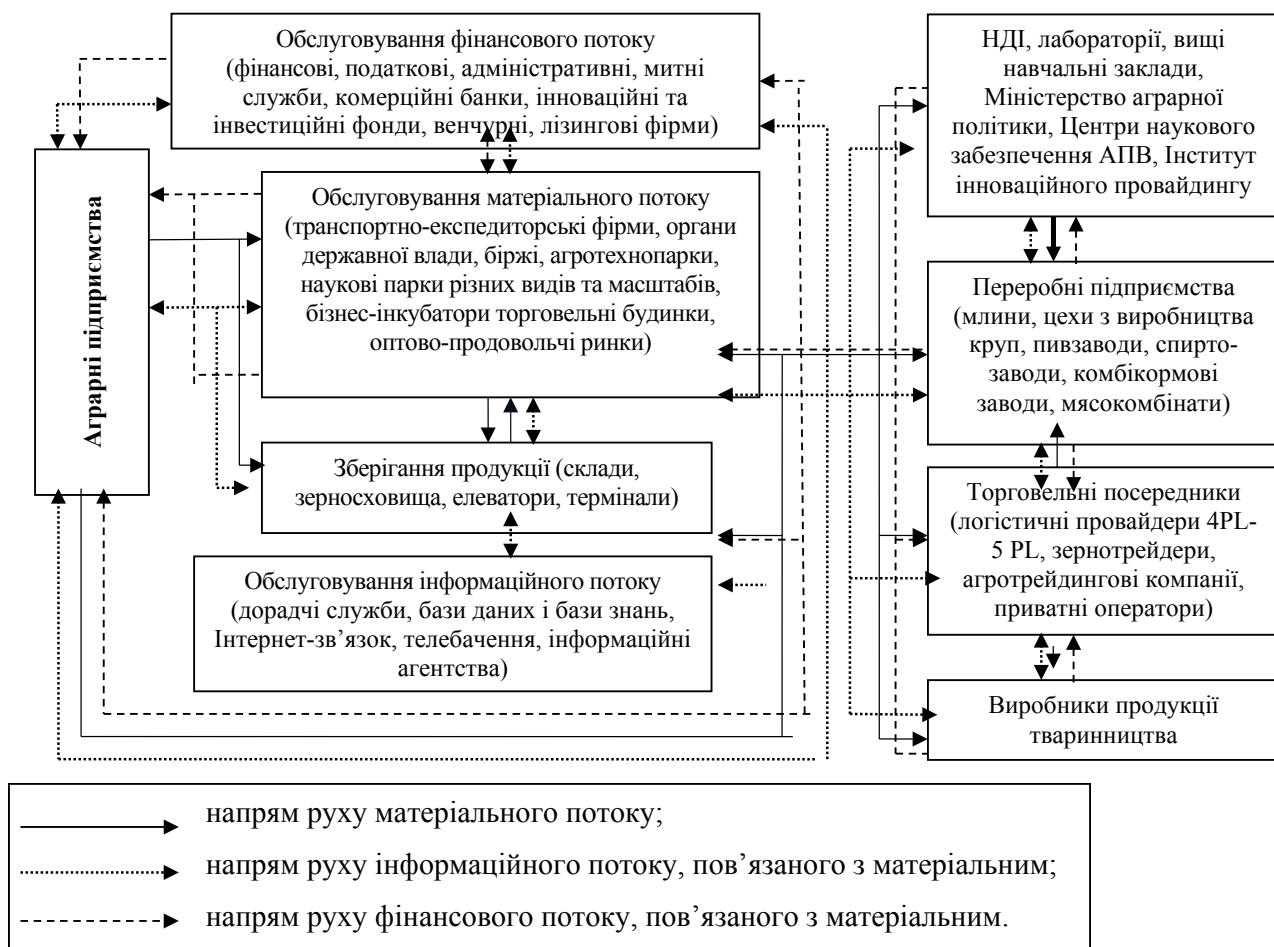 Обслуговування фінансового потоку
(фінансові, податкові, адміністративні, митні
служби, комерційні банки, інноваційні та
інвестиційні фонди, венчурні, лізингові фірми)
Аграрні підприємства
Обслуговування матеріального потоку
(транспортно-експедиторські фірми, органи
державної влади, біржі, агротехнопарки,
наукові парки різних видів та масштабів,
бізнес-інкубатори торговельні будинки,
оптово-продовольчі ринки)
Зберігання продукції (склади,
зерносховища, елеватори, термінали)
Обслуговування інформаційного потоку
(дорадчі служби, бази даних і бази знань,
Інтернет-зв’язок, телебачення, інформаційні
агентства)
НДІ, лабораторії, вищі
навчальні заклади,
Міністерство аграрної
політики, Центри наукового
забезпечення АПВ, Інститут
інноваційного провайдингу
Переробні підприємства
(млини, цехи з виробництва
круп, пивзаводи, спирто-
заводи, комбікормові
заводи, мясокомбінати)
Торговельні посередники
(логістичні провайдери 4PL-
5 PL, зернотрейдери,
агротрейдингові компанії,
приватні оператори)
Виробники продукції
тваринництва
напрям руху матеріального потоку;
напрям руху інформаційного потоку, пов’язаного з матеріальним;
напрям руху фінансового потоку, пов’язаного з матеріальним.